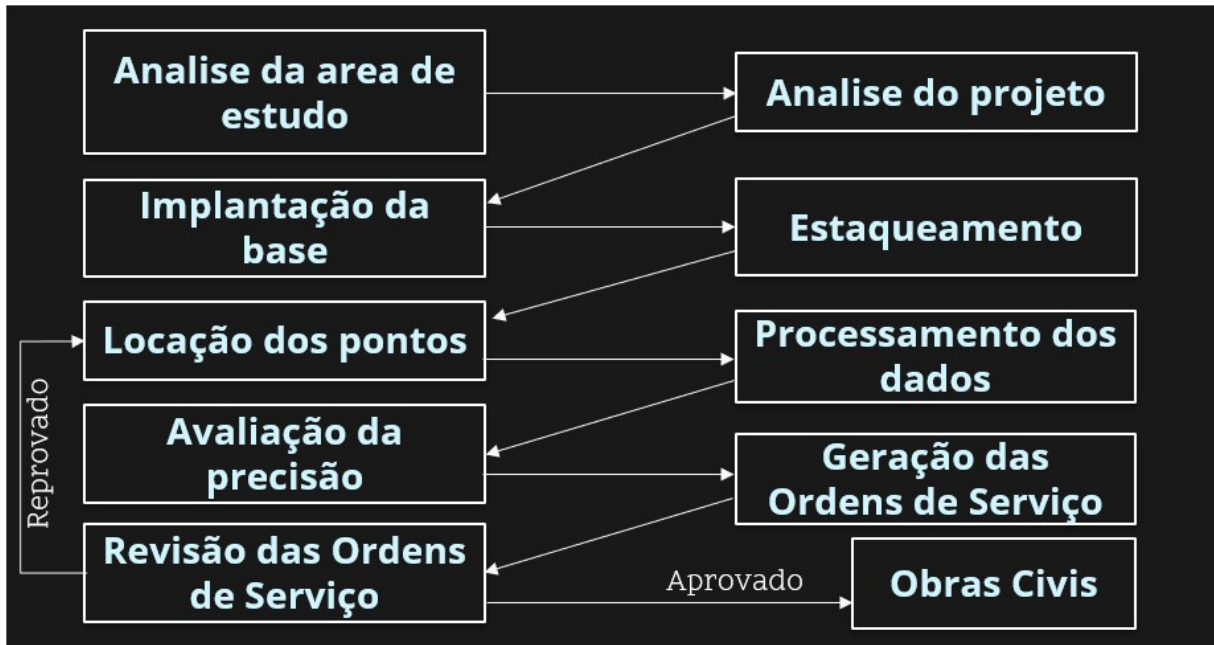 Analise da area de
estudo
Analise do projeto
Implantação da
base
Estaqueamento
Locação dos pontos
Processamento dos
dados
Avaliação da
precisão
Geração das
Ordens de Serviço
Revisão das Ordens
de Serviço
Reprovado
Aprovado
Obras Civis